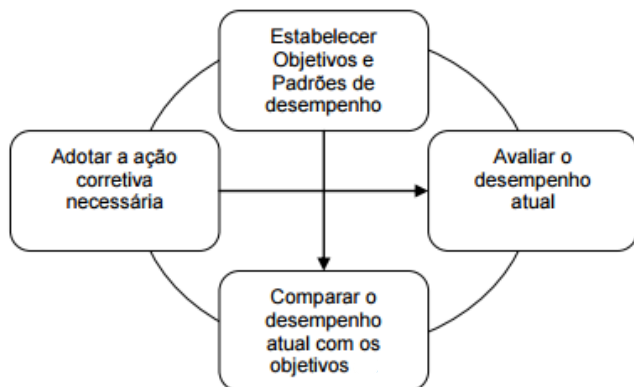 Estabelecer
Objetivos e
Padrões de
desempenho
Adotar a ação
corretiva
necessária
Avaliar o
desempenho
atual
Comparar o
desempenho
atual com os
objetivos